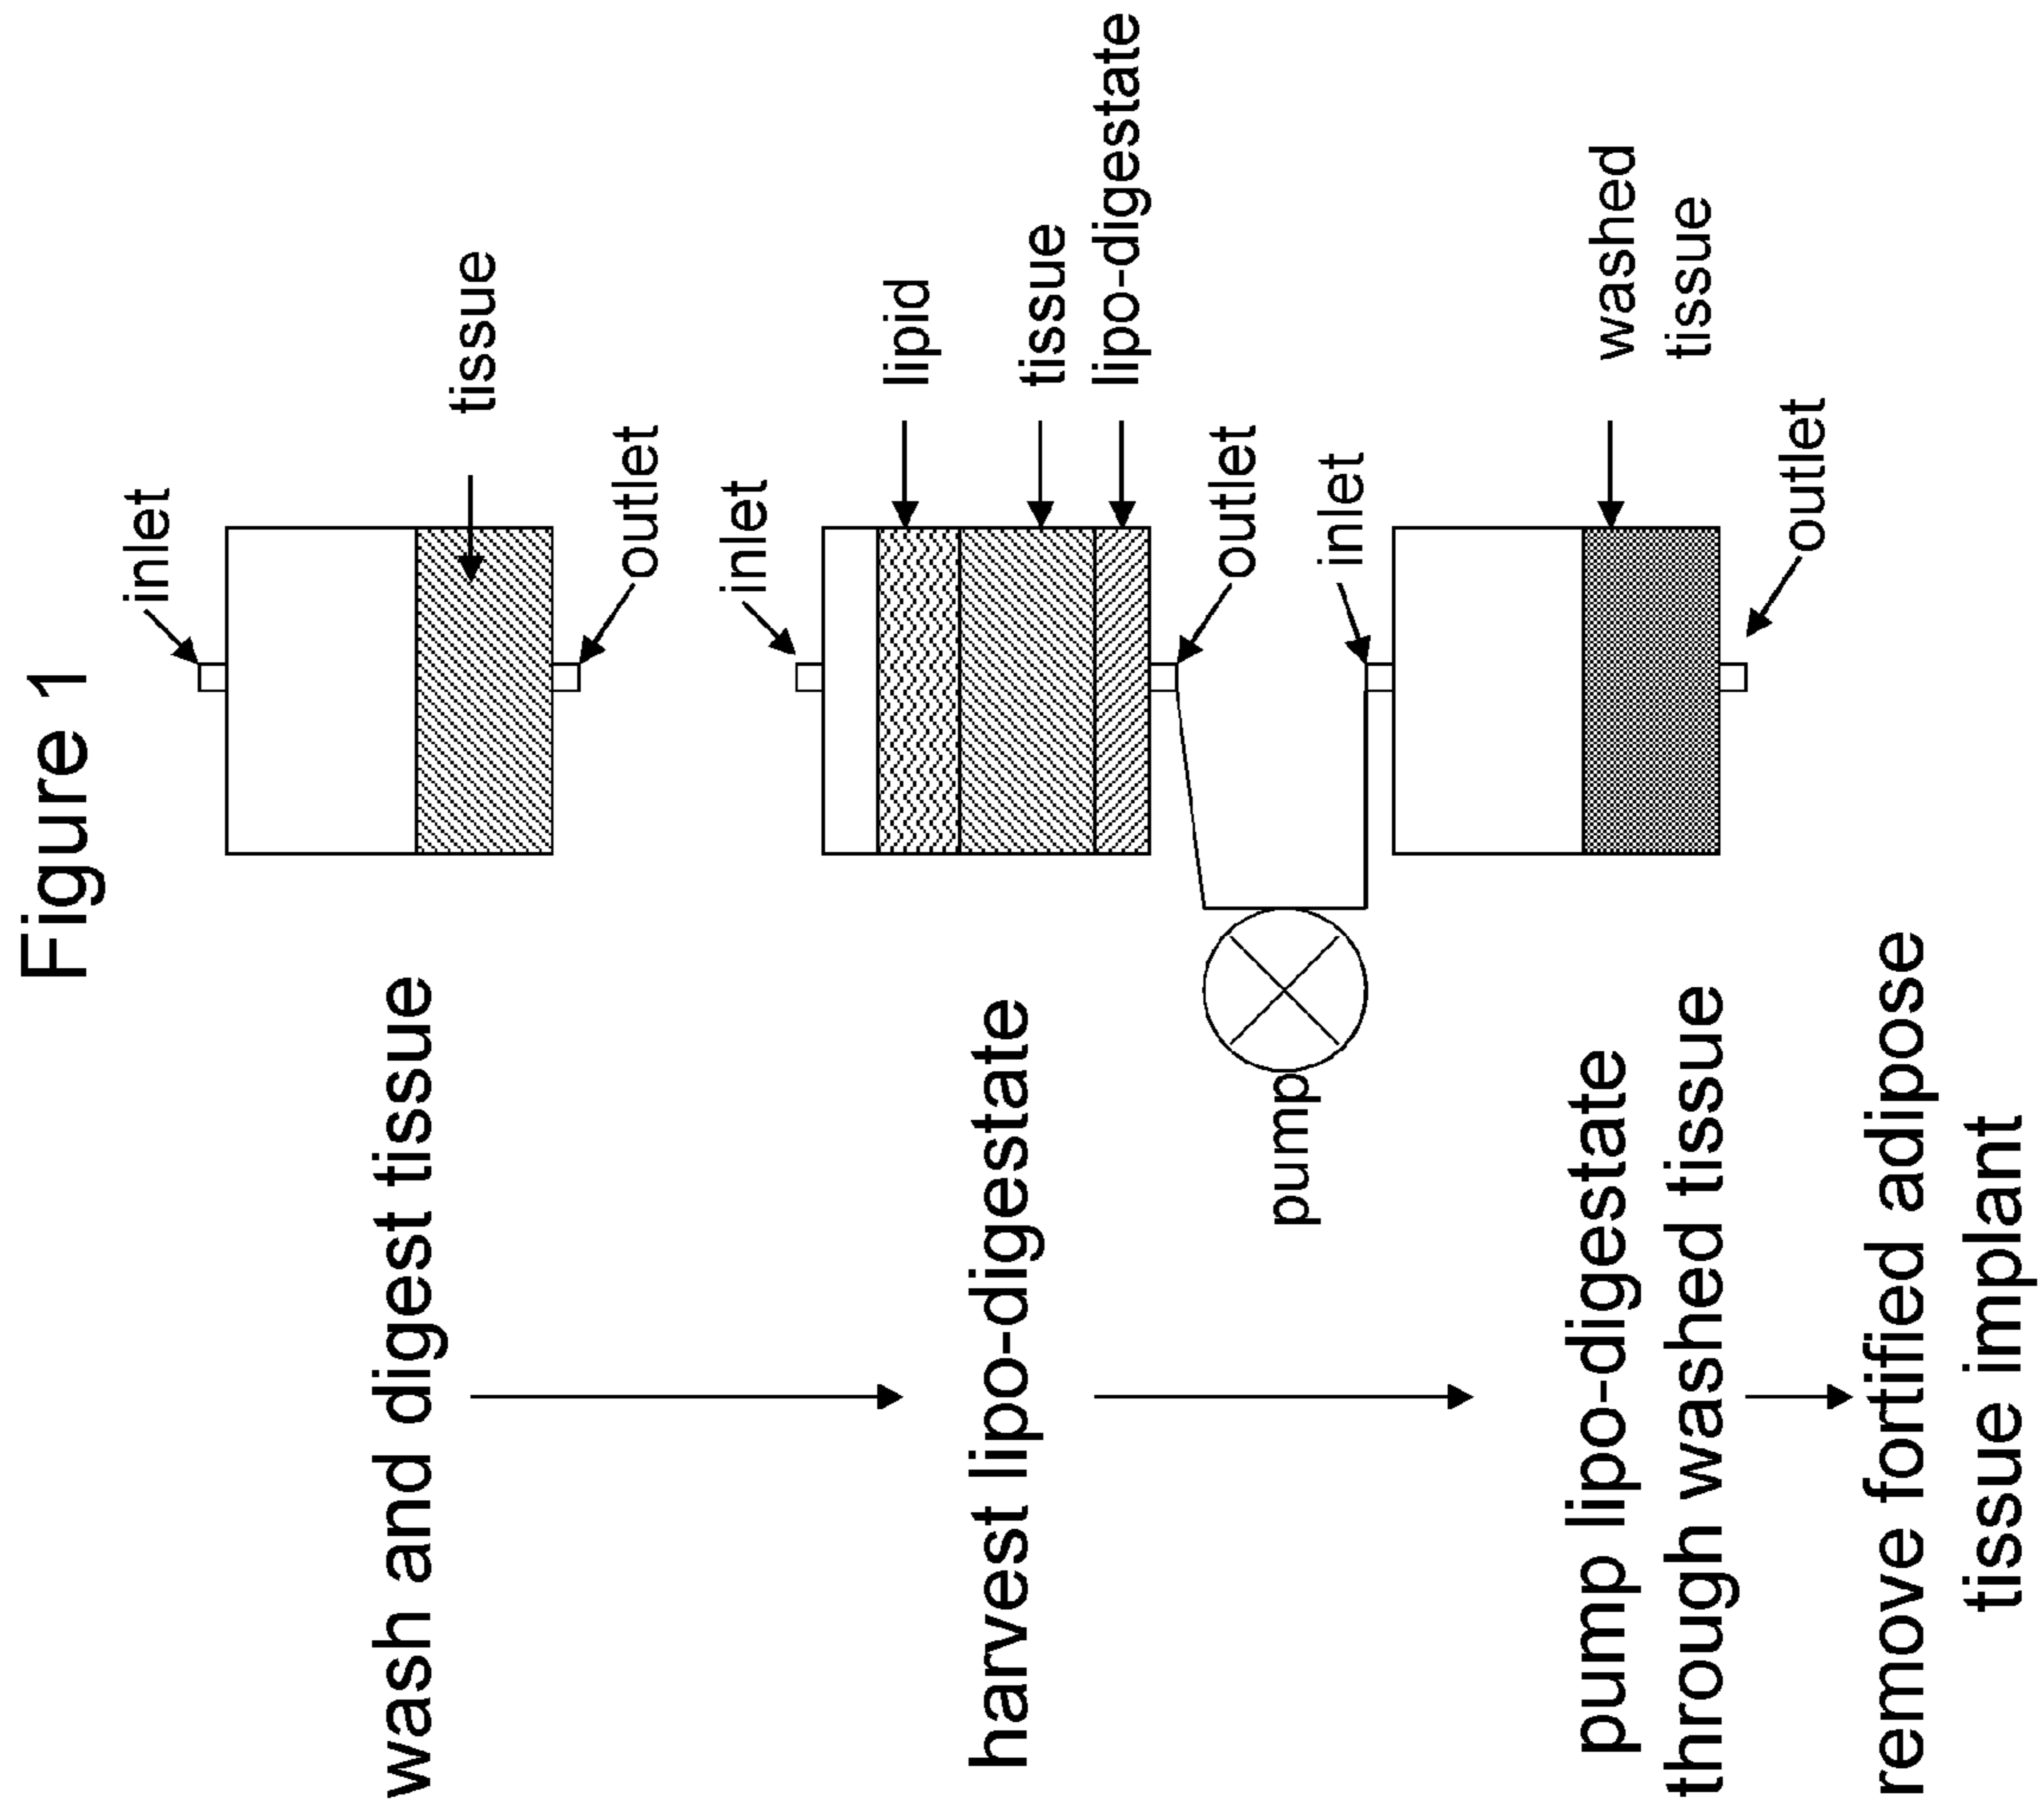 Figure 1
inlet
wash and digest tissue
tissue
outlet
inlet
lipid
harvest lipo-digestate
tissue
lipo-digestate
outlet
pump
inlet
pump lipo-digestate
through washed tissue
washed
tissue
outlet
remove fortified adipose
tissue implant